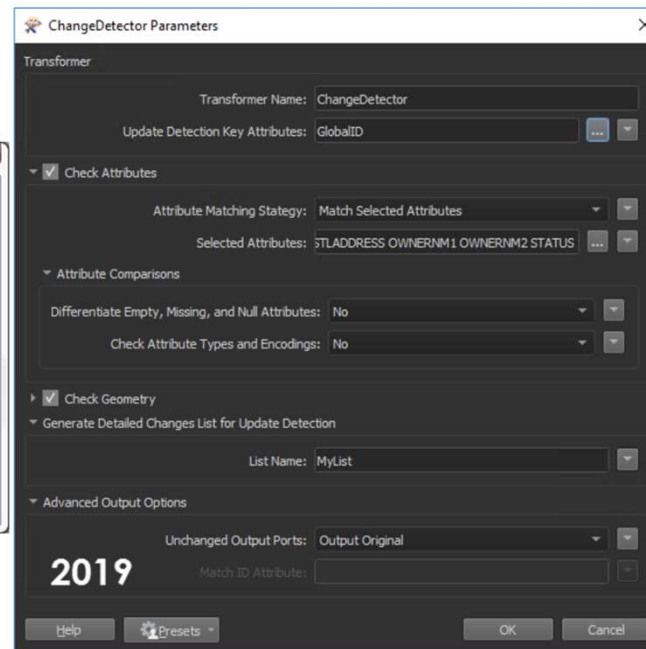 ChangeDetector Parameters
Transformer
Transformer Name: ChangeDetector
Update Detection Key Attributes: GlobalID ...
Check Attributes
Attribute Matching Stategy: Match Selected Attributes
Selected Attributes: STLADDRESS OWNERNM1 OWNERNM2 STATUS ...
Attribute Comparisons
Differentiate Empty, Missing, and Null Attributes: No
Check Attribute Types and Encodings: No
Check Geometry
Generate Detailed Changes List for Update Detection
List Name: MyList
Advanced Output Options
Unchanged Output Ports: Output Original
2019 Match ID Attribute:
Help Presets OK Cancel